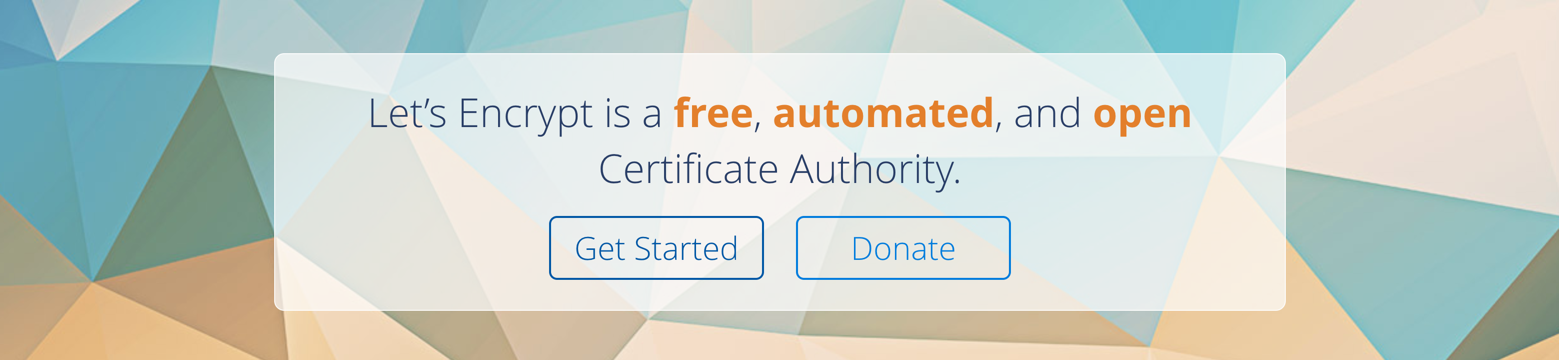 Let’s Encrypt is a free, automated, and open
Certificate Authority.
Get Started
Donate